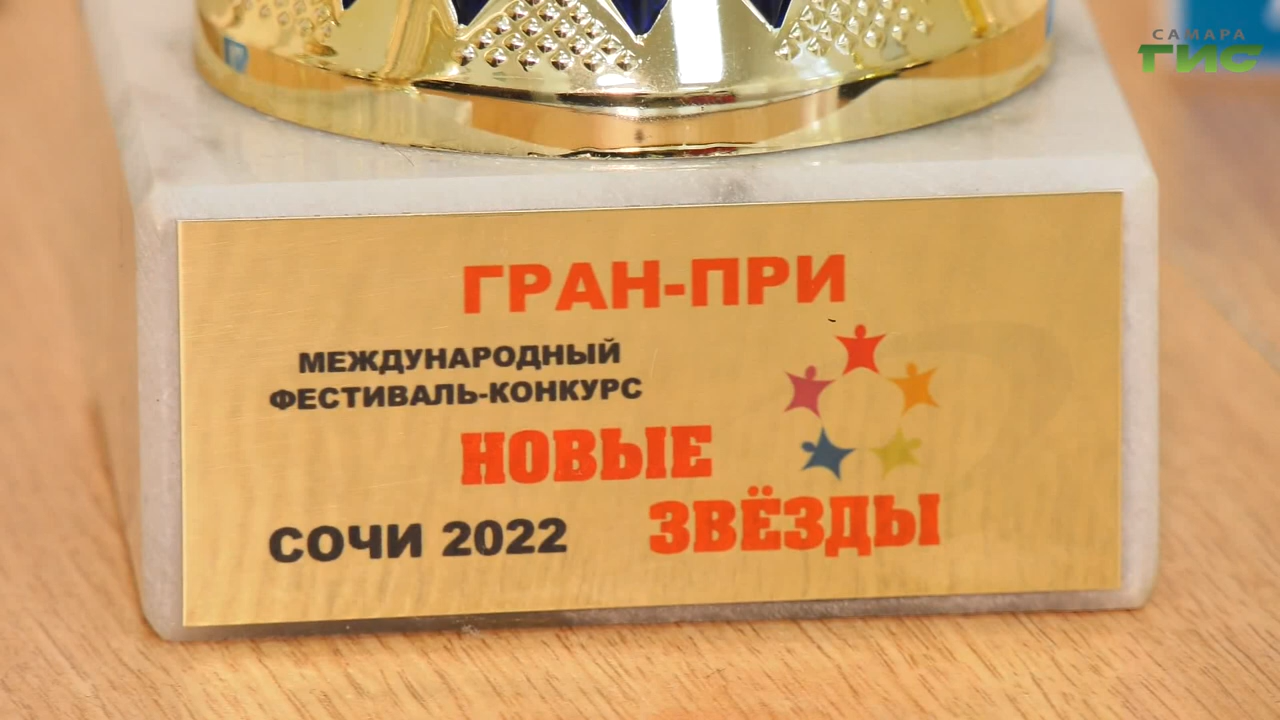 САМАРА
ГИС
ГРАН-ПРИ
МЕЖДУНАРОДНЫЙ
ФЕСТИВАЛЬ-КОНКУРС
НОВЫЕ
ЗВЁЗДЫ
СОЧИ 2022